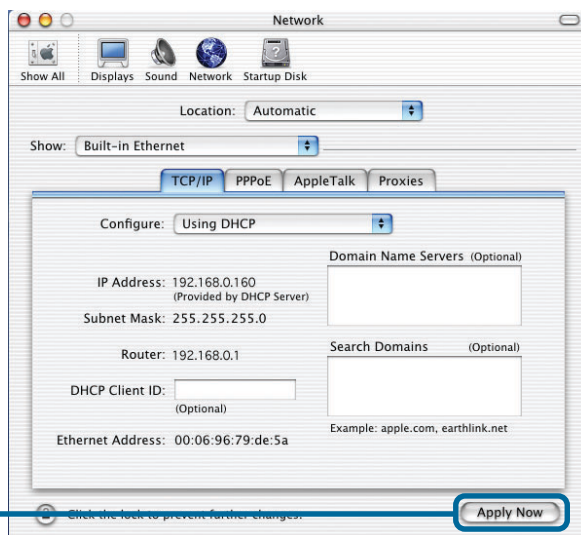 Network
Show All Displays Sound Network Startup Disk
Location: Automatic
Show: Built-in Ethernet
TCP/IP PPPoE AppleTalk Proxies
Configure: Using DHCP
Domain Name Servers (Optional)
IP Address: 192.168.0.160
(Provided by DHCP Server)
Subnet Mask: 255.255.255.0
Router: 192.168.0.1
Search Domains (Optional)
DHCP Client ID:
(Optional)
Example: apple.com, earthlink.net
Ethernet Address: 00:06:96:79:de:5a
Click the lock to prevent further changes.
Apply Now